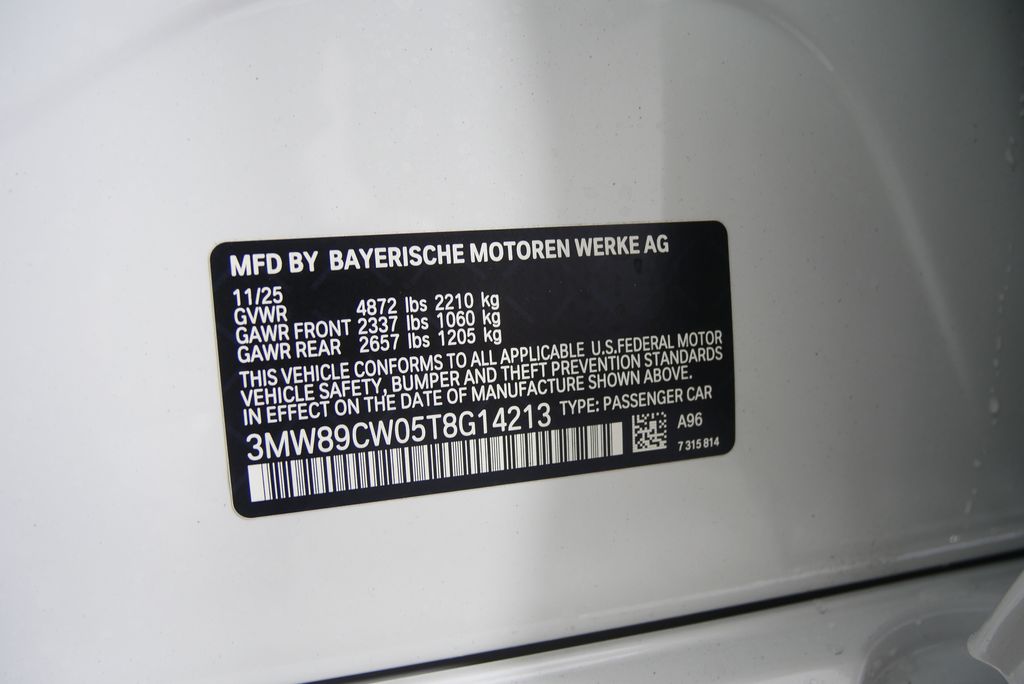 MFD BY BAYERISCHE MOTOREN WERKE AG
11/25
GVWR 4872 lbs 2210 kg
GAWR FRONT 2337 lbs 1060 kg
GAWR REAR 2657 lbs 1205 kg
THIS VEHICLE CONFORMS TO ALL APPLICABLE U.S.FEDERAL MOTOR
VEHICLE SAFETY, BUMPER AND THEFT PREVENTION STANDARDS
IN EFFECT ON THE DATE OF MANUFACTURE SHOWN ABOVE.
3MW89CW05T8G14213 TYPE: PASSENGER CAR
A96
7 315 814